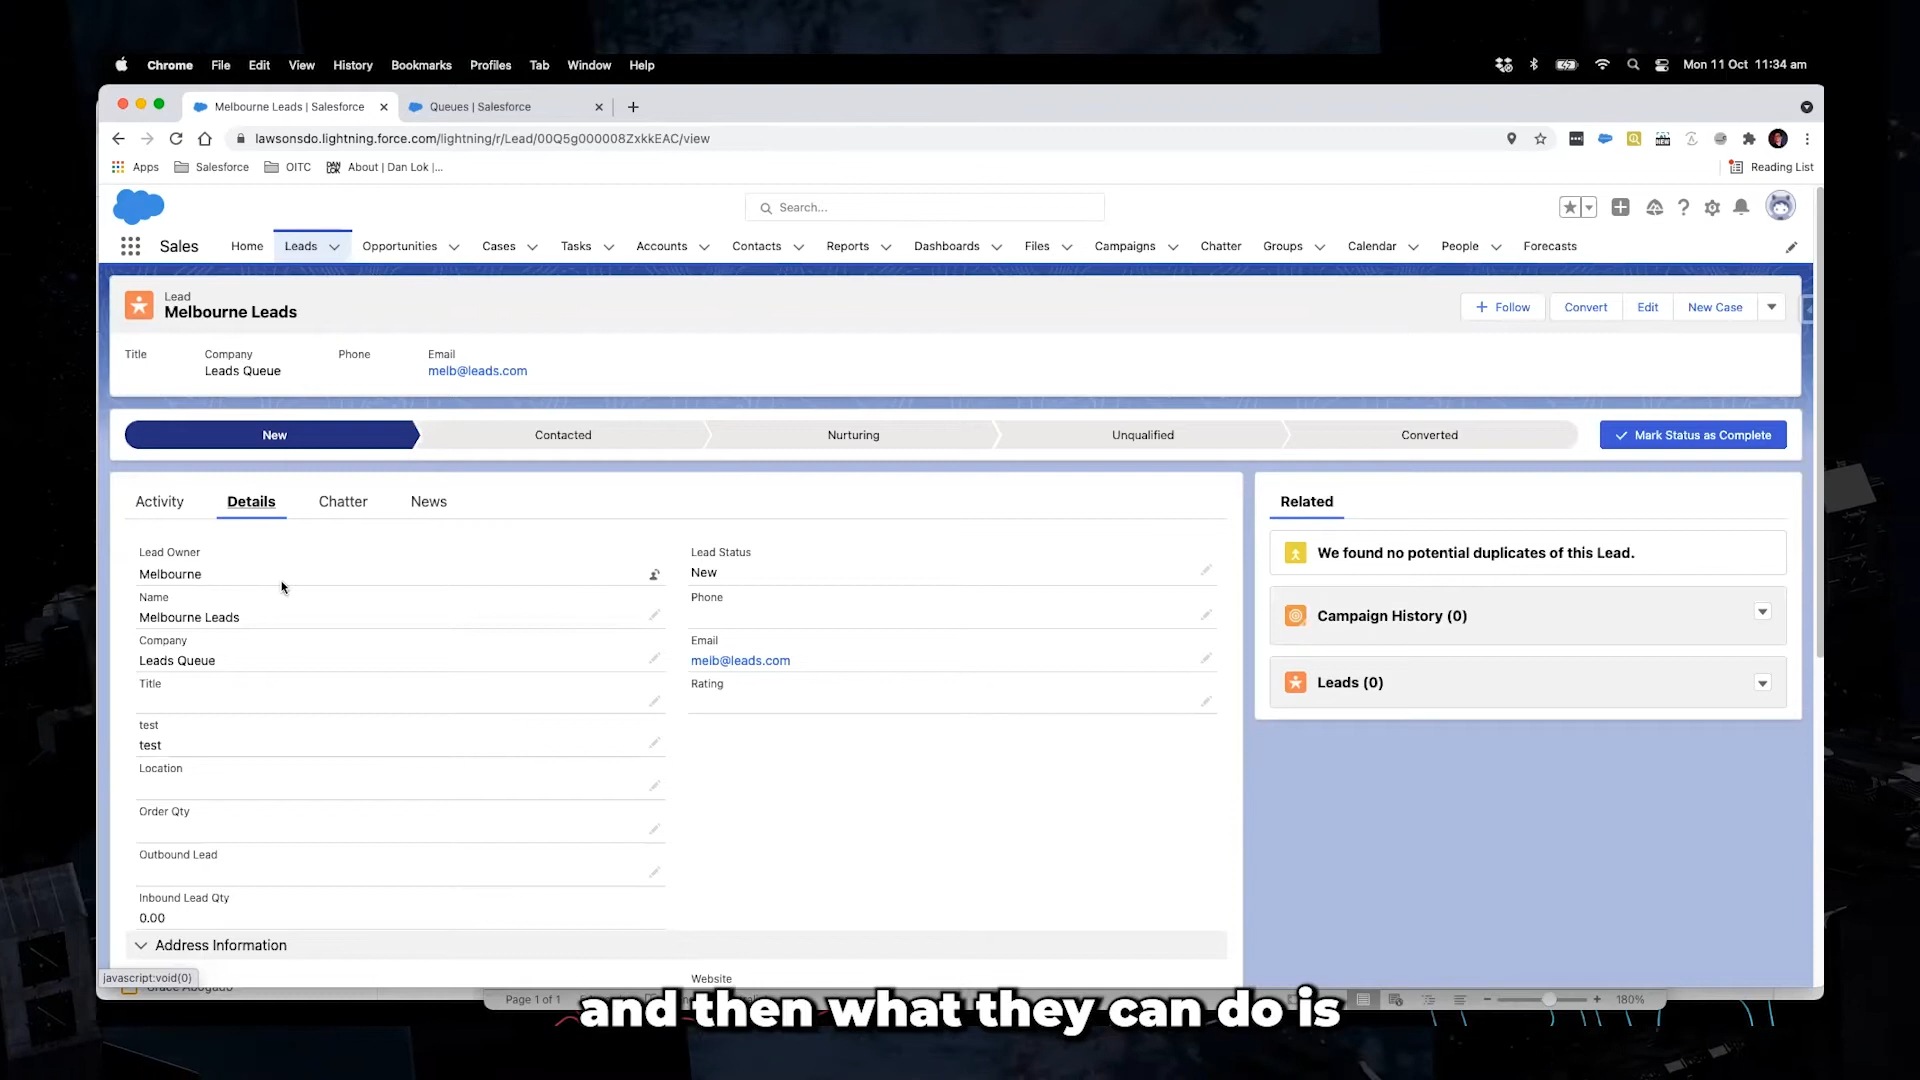 Chrome File Edit View History Bookmarks Profiles Tab Window Help Mon 11 Oct 11:34 am
Melbourne Leads | Salesforce Queues | Salesforce
lawsonsdo.lightning.force.com/lightning/r/Lead/00Q5g000008ZxkkEAC/view
Apps Salesforce OITC About | Dan Lok |... Reading List
Search...
Sales Home Leads Opportunities Cases Tasks Accounts Contacts Reports Dashboards Files Campaigns Chatter Groups Calendar People Forecasts
Lead
Melbourne Leads
Follow Convert Edit New Case
Title Company Phone Email
Leads Queue melb@leads.com
New Contacted Nurturing Unqualified Converted Mark Status as Complete
Activity Details Chatter News
Lead Owner
Melbourne
Name
Melbourne Leads
Company
Leads Queue
Title
test
test
Location
Order Qty
Outbound Lead
Inbound Lead Qty
0.00
Lead Status
New
Phone
Email
melb@leads.com
Rating
Related
We found no potential duplicates of this Lead.
Campaign History (0)
Leads (0)
Address Information
Website
javascript:void(0)
Page 1 of 1
180%
and then what they can do is